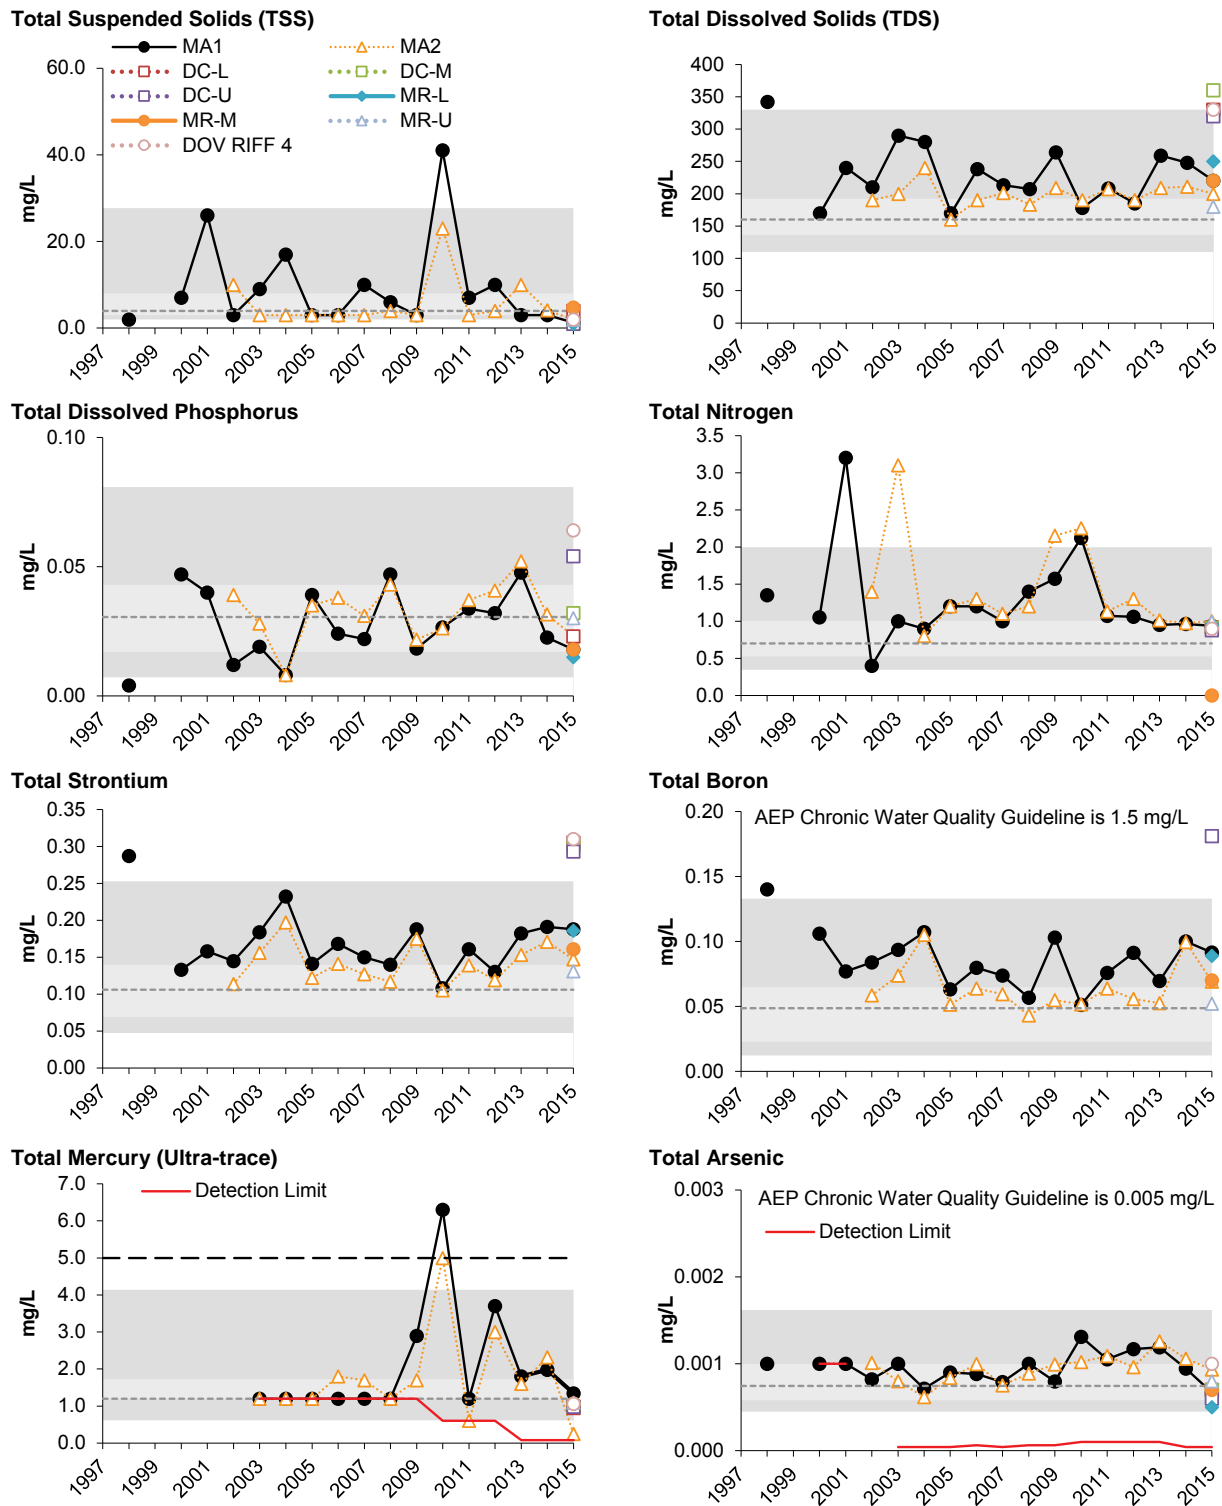 Total Suspended Solids (TSS)
MA1
MA2
DC-L
DC-M
DC-U
MR-L
MR-M
MR-U
DOV RIFF 4
60.0
40.0
20.0
0.0
mg/L
1997 1999 2001 2003 2005 2007 2009 2011 2013 2015
Total Dissolved Solids (TDS)
400
350
300
250
200
150
100
50
0
mg/L
1997 1999 2001 2003 2005 2007 2009 2011 2013 2015
Total Dissolved Phosphorus
0.10
0.05
0.00
mg/L
1997 1999 2001 2003 2005 2007 2009 2011 2013 2015
Total Nitrogen
3.5
3.0
2.5
2.0
1.5
1.0
0.5
0.0
mg/L
1997 1999 2001 2003 2005 2007 2009 2011 2013 2015
Total Strontium
0.35
0.30
0.25
0.20
0.15
0.10
0.05
0.00
mg/L
1997 1999 2001 2003 2005 2007 2009 2011 2013 2015
Total Boron
AEP Chronic Water Quality Guideline is 1.5 mg/L
0.20
0.15
0.10
0.05
0.00
mg/L
1997 1999 2001 2003 2005 2007 2009 2011 2013 2015
Total Mercury (Ultra-trace)
Detection Limit
7.0
6.0
5.0
4.0
3.0
2.0
1.0
0.0
mg/L
1997 1999 2001 2003 2005 2007 2009 2011 2013 2015
Total Arsenic
AEP Chronic Water Quality Guideline is 0.005 mg/L
Detection Limit
0.003
0.002
0.001
0.000
mg/L
1997 1999 2001 2003 2005 2007 2009 2011 2013 2015